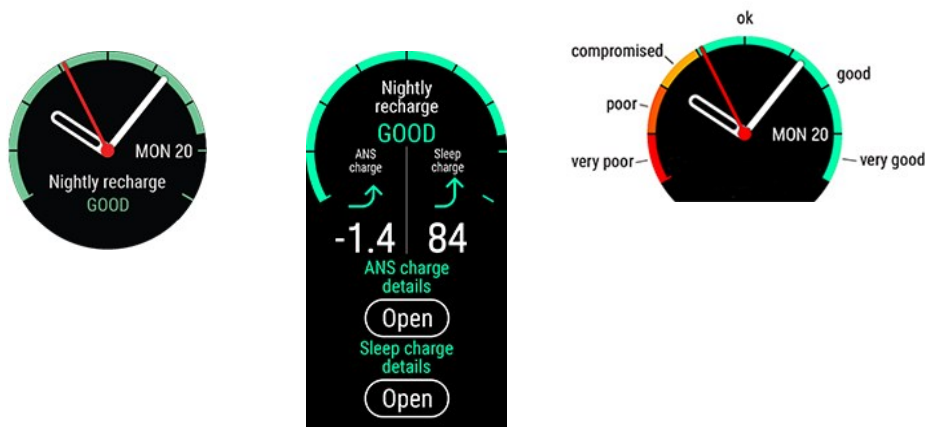 MON 20
Nightly recharge
GOOD
Nightly
recharge
GOOD
ANS
charge
Sleep
charge
-1.4
84
ANS charge
details
Open
Sleep charge
details
Open
ok
compromised
good
poor
MON 20
very poor
very good